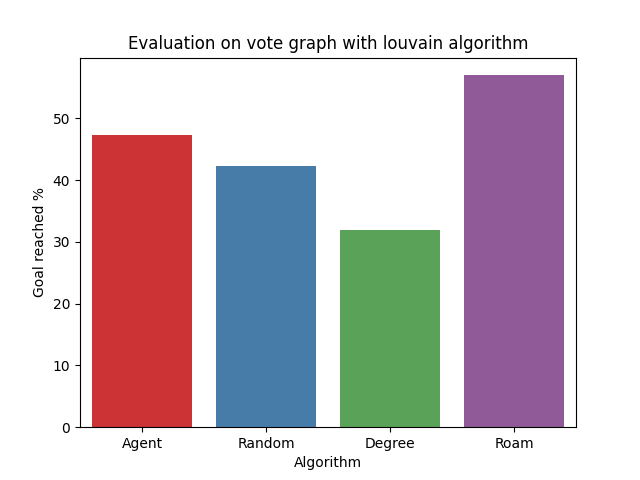 Evaluation on vote graph with louvain algorithm
Goal reached %
50
40
30
20
10
0
Agent Random Degree Roam
Algorithm